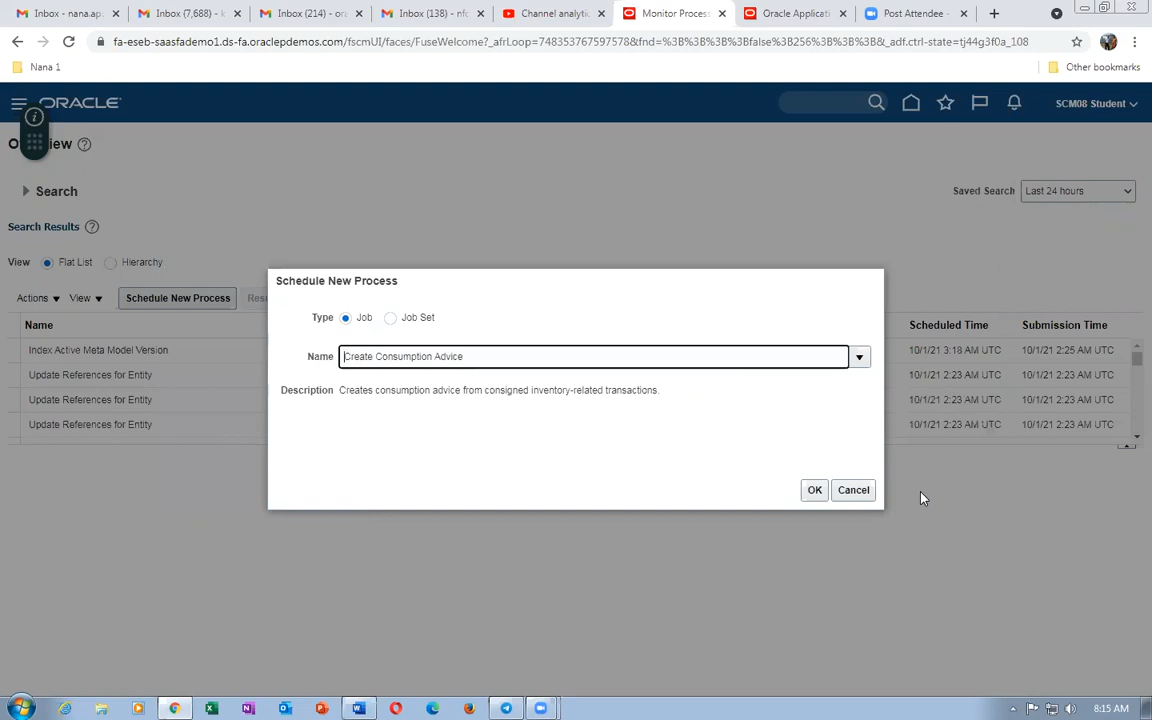 Inbox - nana.ap
Inbox (7,688) - k
Inbox (214) - or
Inbox (138) - nfc
Channel analytic
Monitor Process
Oracle Applicati
Post Attendee -
fa-eseb-saasfademo1.ds-fa.oraclepdemos.com/fscmUI/faces/FuseWelcome?_afrLoop=748353767597578&fnd=%3B%3B%3B%3Bfalse%3B256%3B%3B%3B&_adf.ctrl-state=tj44g3f0a_108
Nana 1
Other bookmarks
ORACLE
SCM08 Student
Search
Saved Search
Last 24 hours
Search Results
View
Flat List
Hierarchy
Actions
View
Schedule New Process
Name
Scheduled Time
Submission Time
Index Active Meta Model Version
10/1/21 3:18 AM UTC
10/1/21 2:25 AM UTC
Update References for Entity
10/1/21 2:23 AM UTC
10/1/21 2:23 AM UTC
Update References for Entity
10/1/21 2:23 AM UTC
10/1/21 2:23 AM UTC
Update References for Entity
10/1/21 2:23 AM UTC
10/1/21 2:23 AM UTC
Schedule New Process
Type
Job
Job Set
Name
Create Consumption Advice
Description
Creates consumption advice from consigned inventory-related transactions.
OK
Cancel
8:15 AM